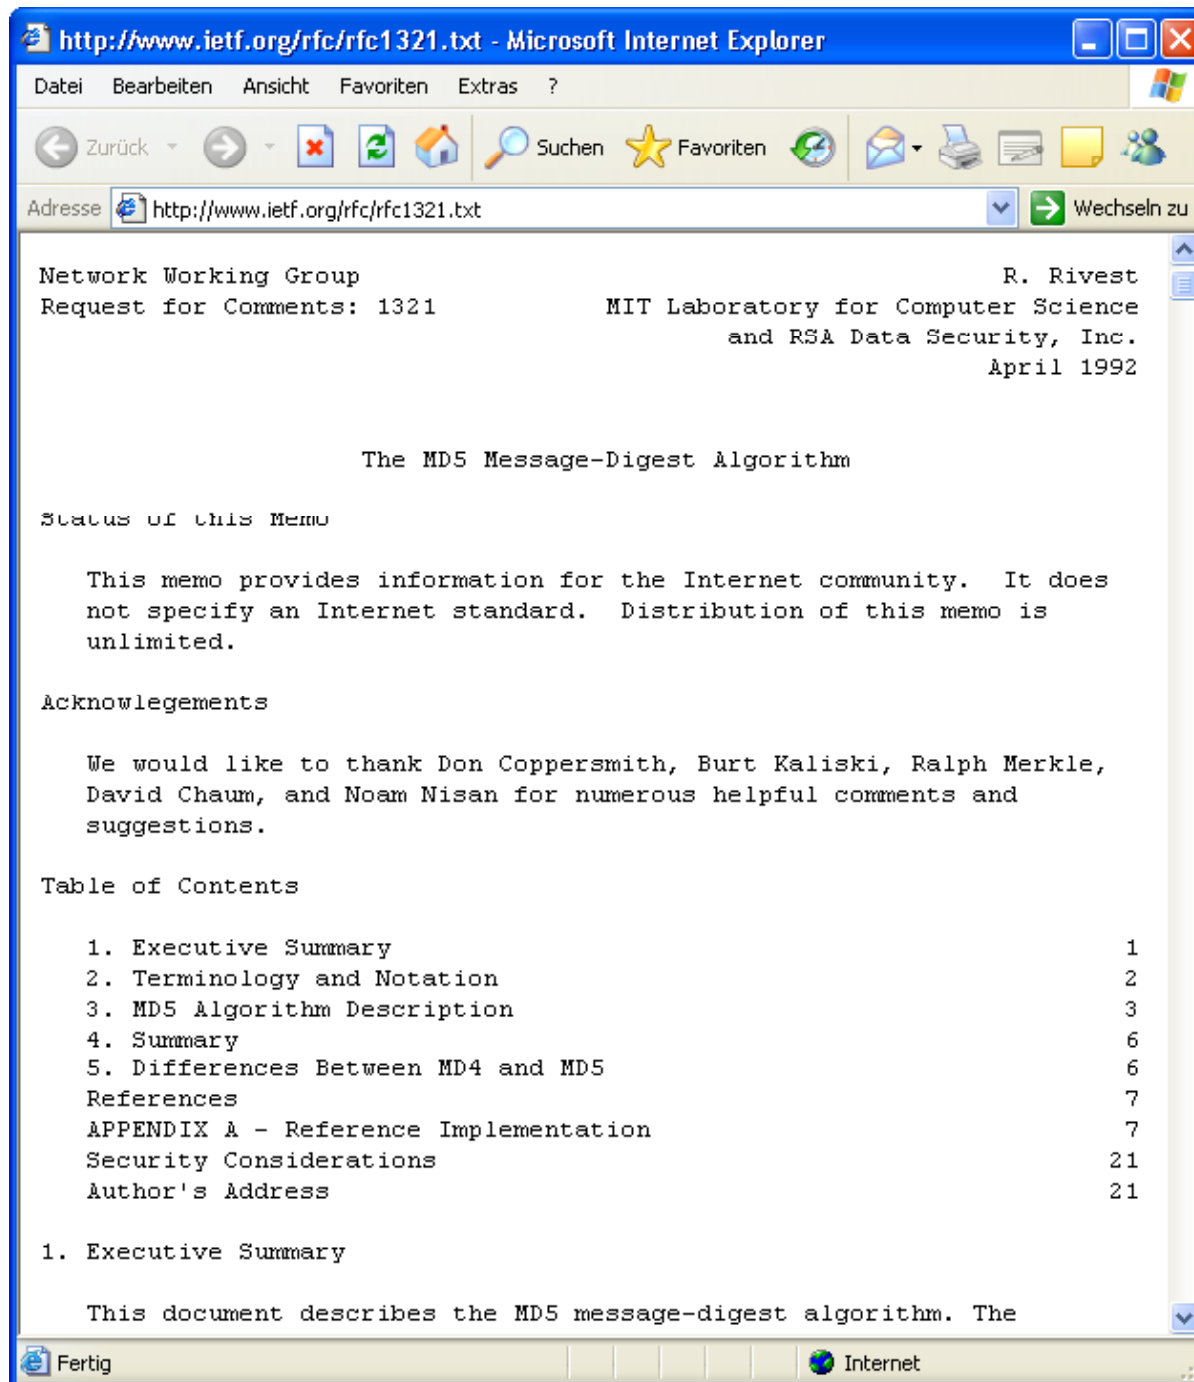 http://www.ietf.org/rfc/rfc1321.txt - Microsoft Internet Explorer
Datei Bearbeiten Ansicht Favoriten Extras ?
Zurück Suchen Favoriten
Adresse http://www.ietf.org/rfc/rfc1321.txt Wechseln zu
Network Working Group R. Rivest
Request for Comments: 1321 MIT Laboratory for Computer Science
and RSA Data Security, Inc.
April 1992
The MD5 Message-Digest Algorithm
Status of this Memo
This memo provides information for the Internet community. It does
not specify an Internet standard. Distribution of this memo is
unlimited.
Acknowlegements
We would like to thank Don Coppersmith, Burt Kaliski, Ralph Merkle,
David Chaum, and Noam Nisan for numerous helpful comments and
suggestions.
Table of Contents
1. Executive Summary 1
2. Terminology and Notation 2
3. MD5 Algorithm Description 3
4. Summary 6
5. Differences Between MD4 and MD5 6
References 7
APPENDIX A - Reference Implementation 7
Security Considerations 21
Author's Address 21
1. Executive Summary
This document describes the MD5 message-digest algorithm. The
Fertig Internet